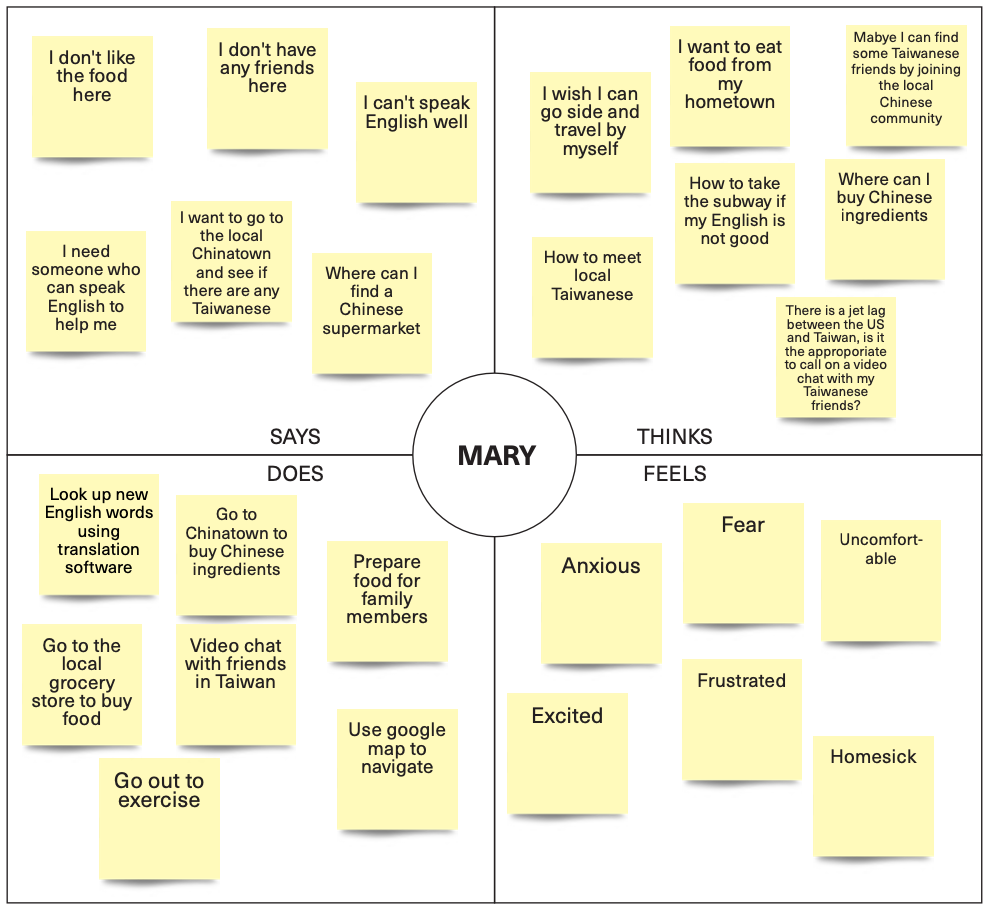 I don't like
the food
here
I don't have
any friends
here
I can't speak
English well
I need
someone who
can speak
English to
help me
I want to go to
the local
Chinatown
and see if
there are any
Taiwanese
Where can I
find a
Chinese
supermarket
SAYS
I wish I can
go side and
travel by
myself
I want to eat
food from
my
hometown
Mabye I can find
some Taiwanese
friends by joining
the local
Chinese
community
How to take
the subway if
my English is
not good
Where can I
buy Chinese
ingredients
How to meet
local
Taiwanese
There is a jet lag
between the US
and Taiwan, is it
the approporiate
to call on a video
chat with my
Taiwanese
friends?
THINKS
MARY
DOES
Look up new
English words
using
translation
software
Go to
Chinatown to
buy Chinese
ingredients
Prepare
food for
family
members
Go to the
local
grocery
store to buy
food
Video chat
with friends
in Taiwan
Use google
map to
navigate
Go out to
exercise
FEELS
Anxious
Fear
Uncomfort-
able
Excited
Frustrated
Homesick